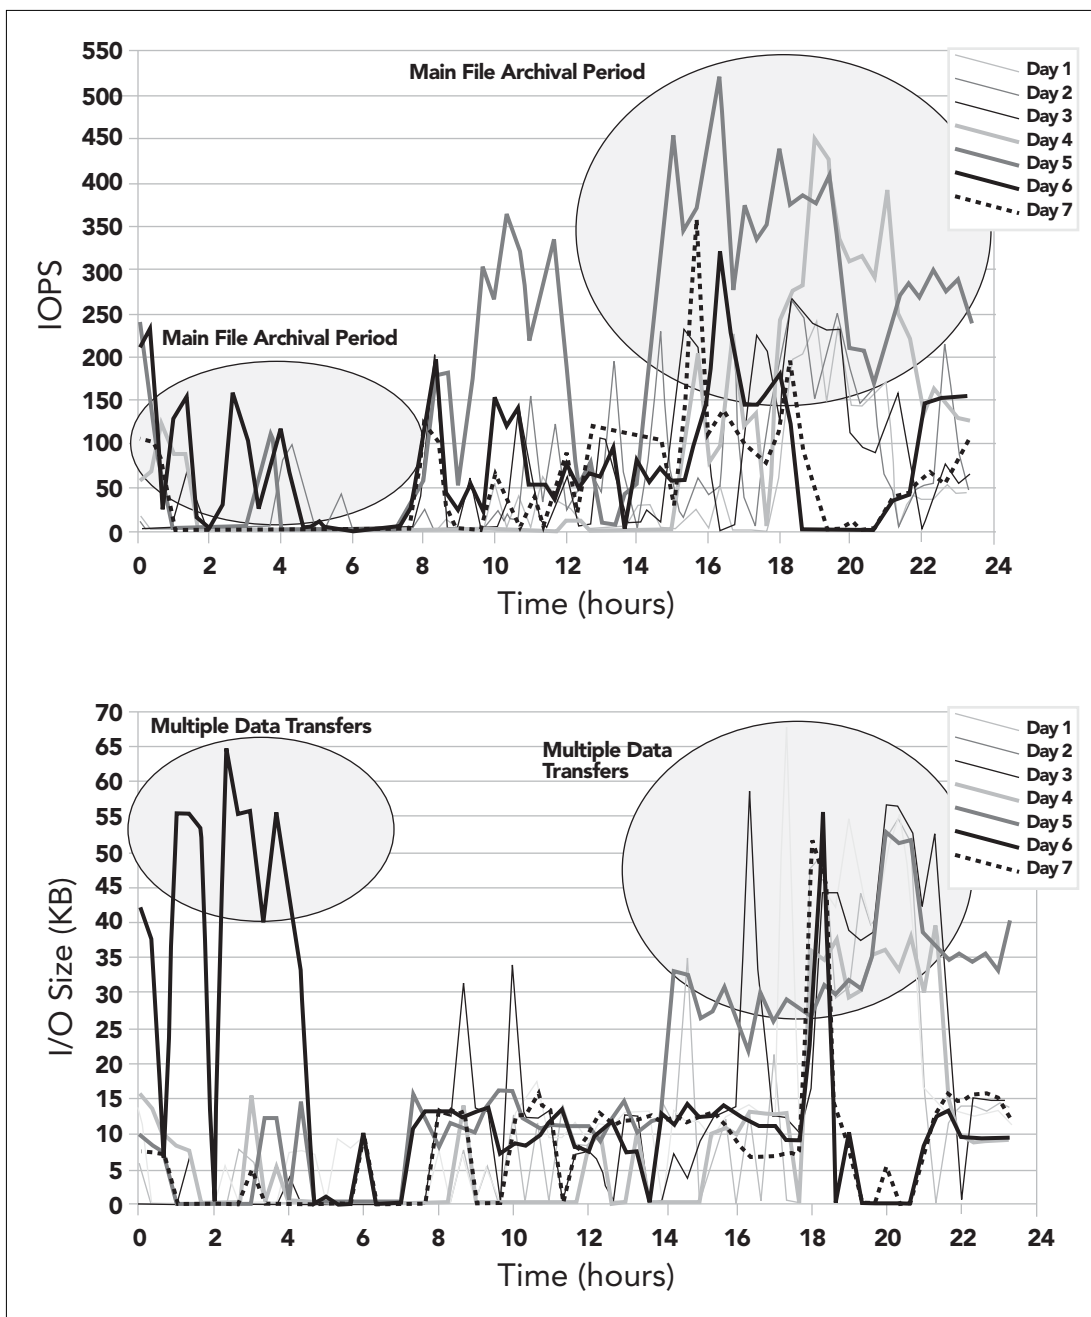 550
500
450
400
350
300
250
200
150
100
50
0
IOPS
Main File Archival Period
Main File Archival Period
Day 1
Day 2
Day 3
Day 4
Day 5
Day 6
Day 7
0 2 4 6 8 10 12 14 16 18 20 22 24
Time (hours)
70
65
60
55
50
45
40
35
30
25
20
15
10
5
0
I/O Size (KB)
Multiple Data Transfers
Multiple Data
Transfers
Day 1
Day 2
Day 3
Day 4
Day 5
Day 6
Day 7
0 2 4 6 8 10 12 14 16 18 20 22 24
Time (hours)